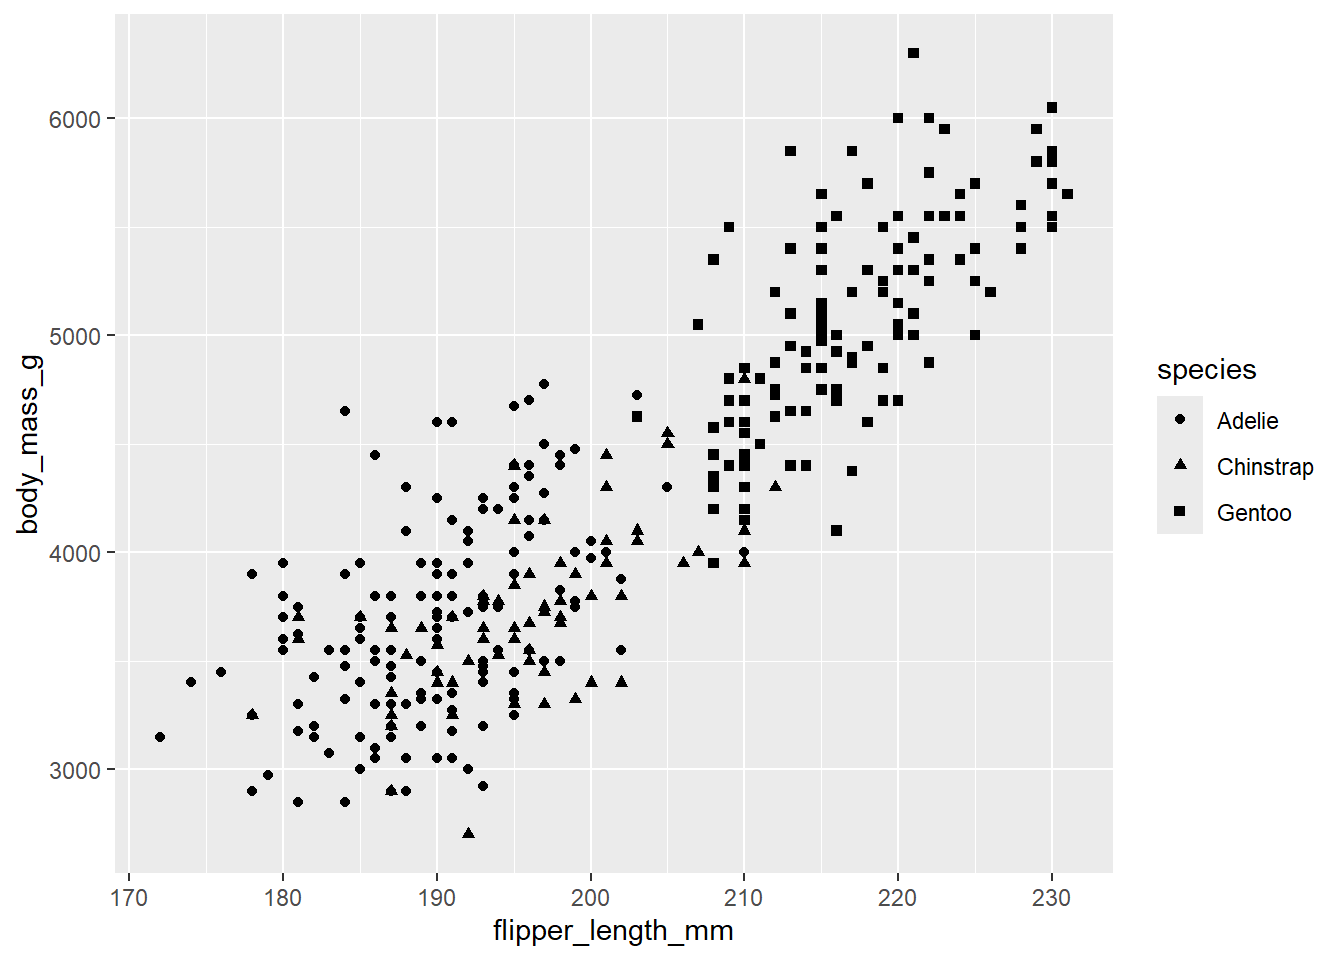 6000
5000
4000
3000
body_mass_g
170 180 190 200 210 220 230
flipper_length_mm
species
Adelie
Chinstrap
Gentoo